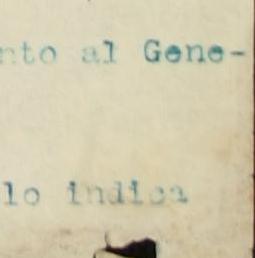 nto al Gene-
lo indica